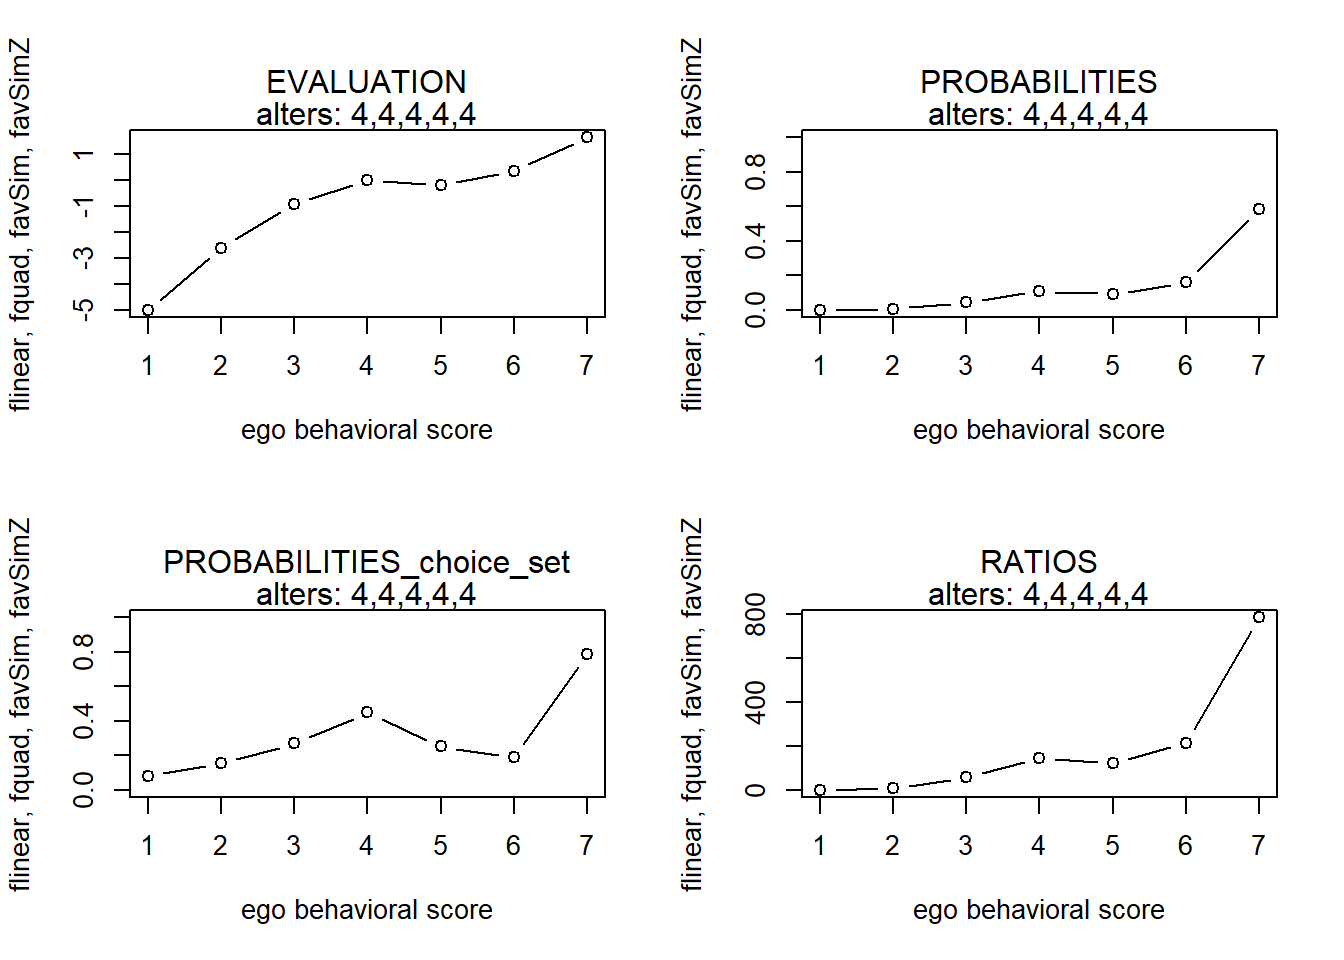 EVALUATION
alters: 4,4,4,4,4
flinear, fquad, favSim, favSimZ
1
-1
-3
-5
1 2 3 4 5 6 7
ego behavioral score
PROBABILITIES
alters: 4,4,4,4,4
flinear, fquad, favSim, favSimZ
0.8
0.4
0.0
1 2 3 4 5 6 7
ego behavioral score
PROBABILITIES_choice_set
alters: 4,4,4,4,4
flinear, fquad, favSim, favSimZ
0.8
0.4
0.0
1 2 3 4 5 6 7
ego behavioral score
RATIOS
alters: 4,4,4,4,4
flinear, fquad, favSim, favSimZ
800
400
0
1 2 3 4 5 6 7
ego behavioral score